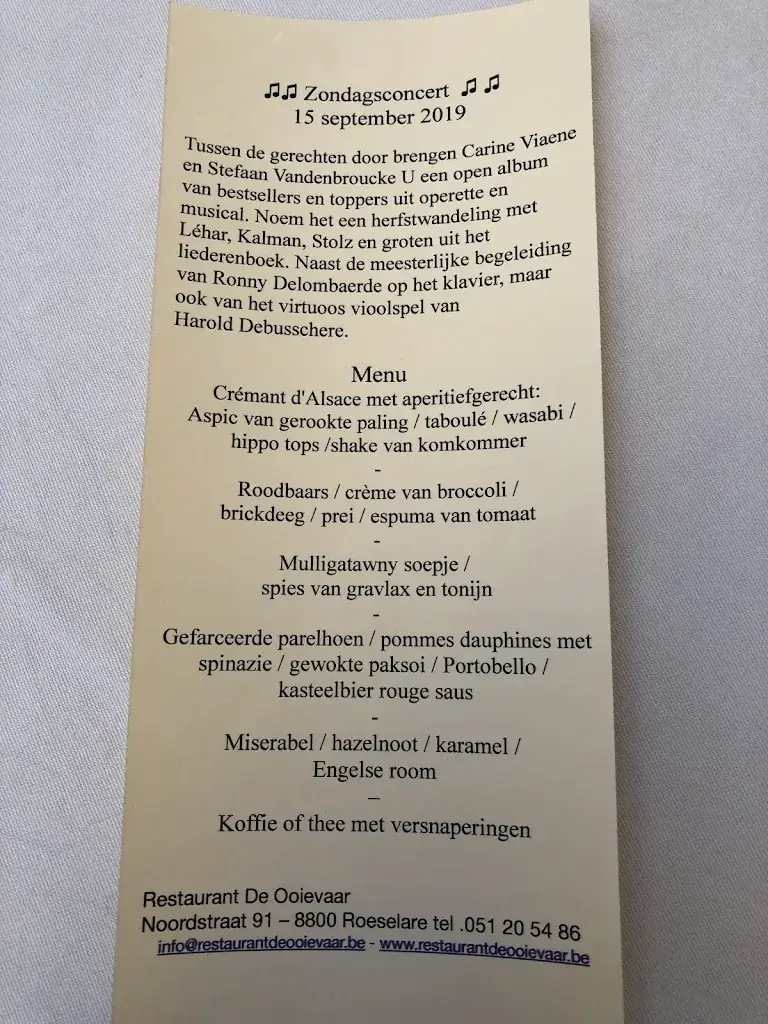 ♫♫ Zondagsconcert ♫ ♫
15 september 2019
Tussen de gerechten door brengen Carine Viaene
en Stefaan Vandenbroucke U een open album
van bestsellers en toppers uit operette en
musical. Noem het een herfstwandeling met
Léhar, Kalman, Stolz en groten uit het
liederenboek. Naast de meesterlijke begeleiding
van Ronny Delombaerde op het klavier, maar
ook van het virtuoos vioolspel van
Harold Debusschere.
Menu
Crémant d'Alsace met aperitiefgerecht:
Aspic van gerookte paling / taboulé / wasabi /
hippo tops /shake van komkommer
-
Roodbaars / crème van broccoli /
brickdeeg / prei / espuma van tomaat
-
Mulligatawny soepje /
spies van gravlax en tonijn
-
Gefarceerde parelhoen / pommes dauphines met
spinazie / gewokte paksoi / Portobello /
kasteelbier rouge saus
-
Miserabel / hazelnoot / karamel /
Engelse room
–
Koffie of thee met versnaperingen
Restaurant De Ooievaar
Noordstraat 91 – 8800 Roeselare tel .051 20 54 86
info@restaurantdeooievaar.be - www.restaurantdeooievaar.be